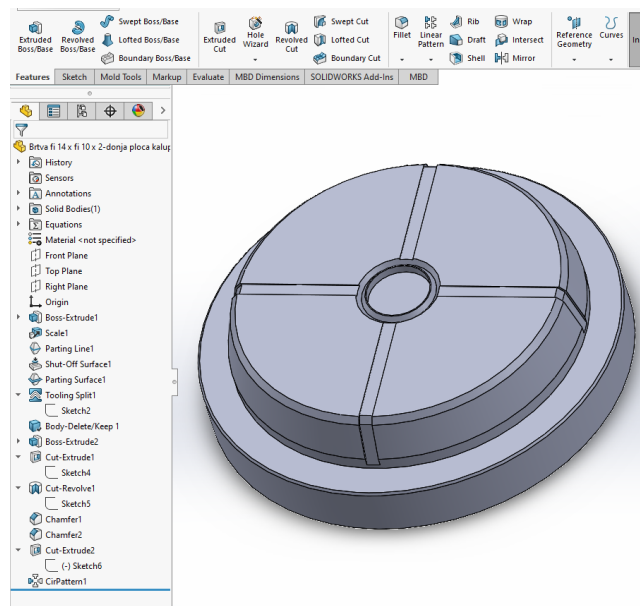 Extruded Boss/Base
Revolved Boss/Base
Swept Boss/Base
Lofted Boss/Base
Boundary Boss/Base
Extruded Cut
Hole Wizard
Revolved Cut
Swept Cut
Lofted Cut
Boundary Cut
Fillet
Linear Pattern
Rib
Draft
Shell
Wrap
Intersect
Mirror
Reference Geometry
Curves
Features
Sketch
Mold Tools
Markup
Evaluate
MBD Dimensions
SOLIDWORKS Add-Ins
MBD
Brtva fi 14 x fi 10 x 2-donja ploca kalup
History
Sensors
Annotations
Solid Bodies(1)
Equations
Material <not specified>
Front Plane
Top Plane
Right Plane
Origin
Boss-Extrude1
Scale1
Parting Line1
Shut-Off Surface1
Parting Surface1
Tooling Split1
Sketch2
Body-Delete/Keep 1
Boss-Extrude2
Cut-Extrude1
Sketch4
Cut-Revolve1
Sketch5
Chamfer1
Chamfer2
Cut-Extrude2
(-) Sketch6
CirPattern1